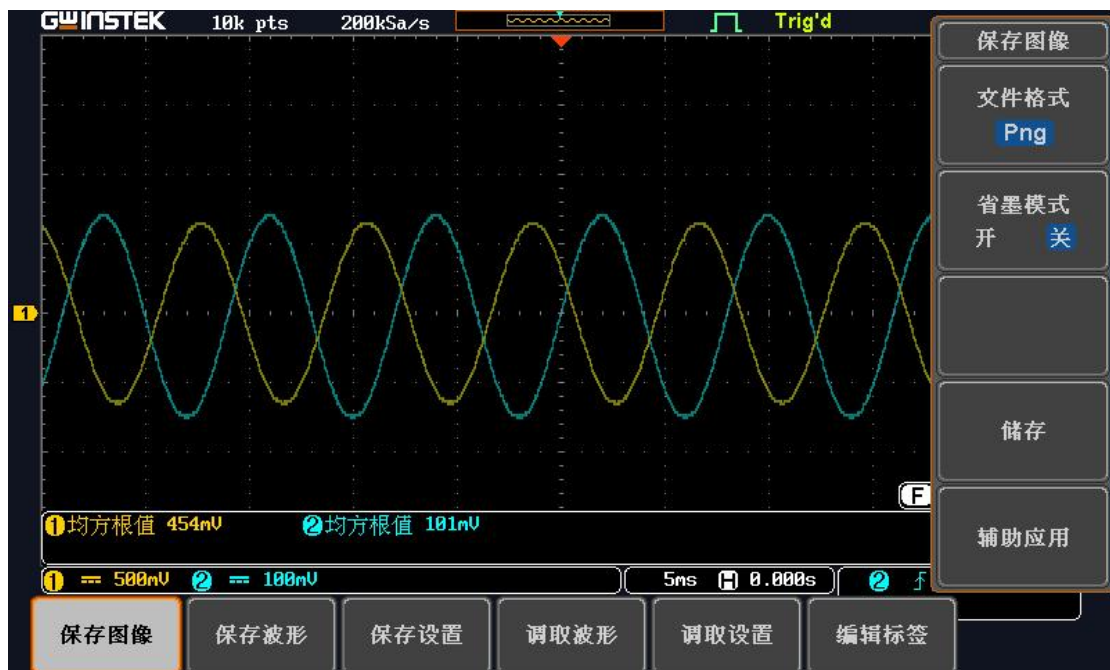 GWINSTEK 10k pts 200kSa/s Trig'd
保存图像
文件格式
Png
省墨模式
开 关
储存
辅助应用
1
F
1均方根值 454mV 2均方根值 101mV
1 500mV 2 100mV 5ms H 0.000s 2
保存图像 保存波形 保存设置 调取波形 调取设置 编辑标签